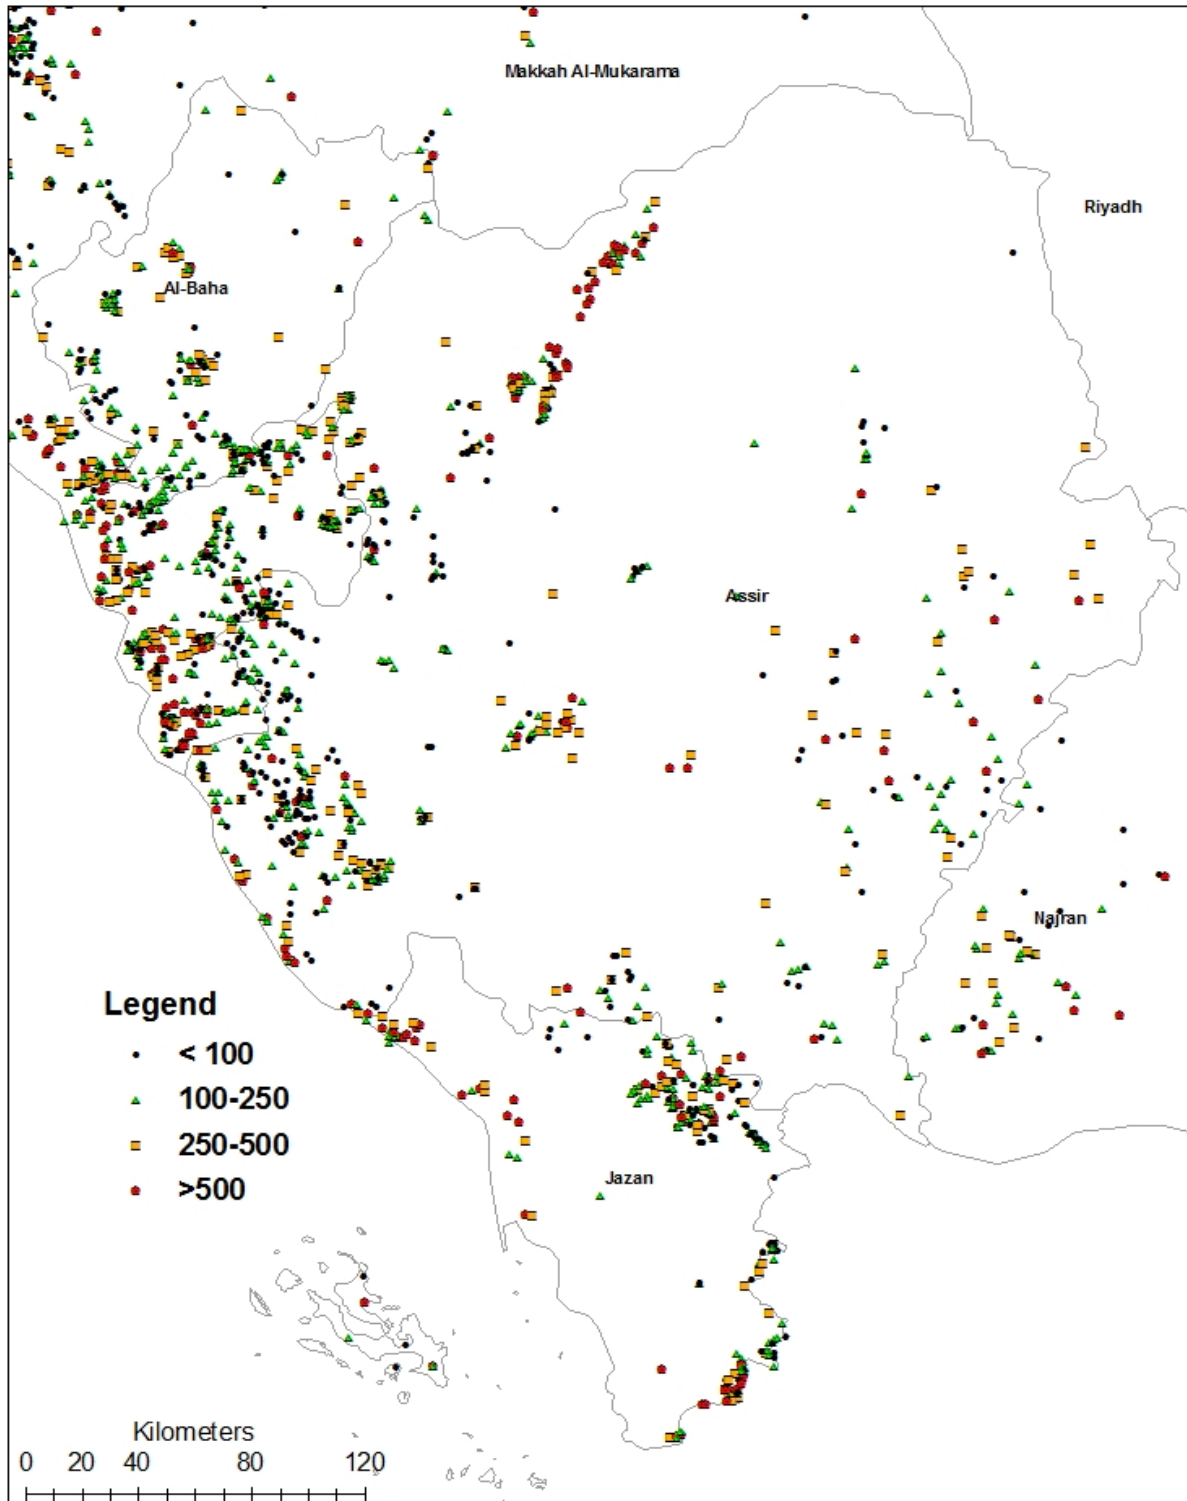 Makkah Al-Mukarama
Riyadh
Al-Baha
Assir
Najran
Legend
< 100
100-250
250-500
>500
Jazan
Kilometers
0 20 40 80 120